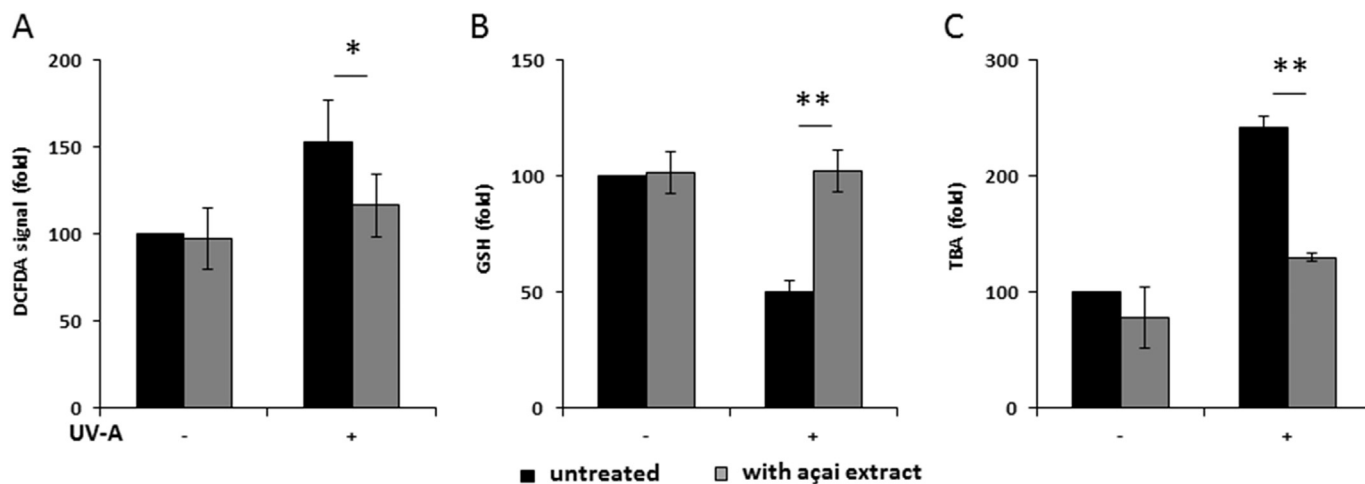 A
DCFDA signal (fold)
200
150
100
50
0
*
UV-A
-
+
B
GSH (fold)
150
100
50
0
**
-
+
C
TBA (fold)
300
200
100
0
**
-
+
untreated
with açai extract